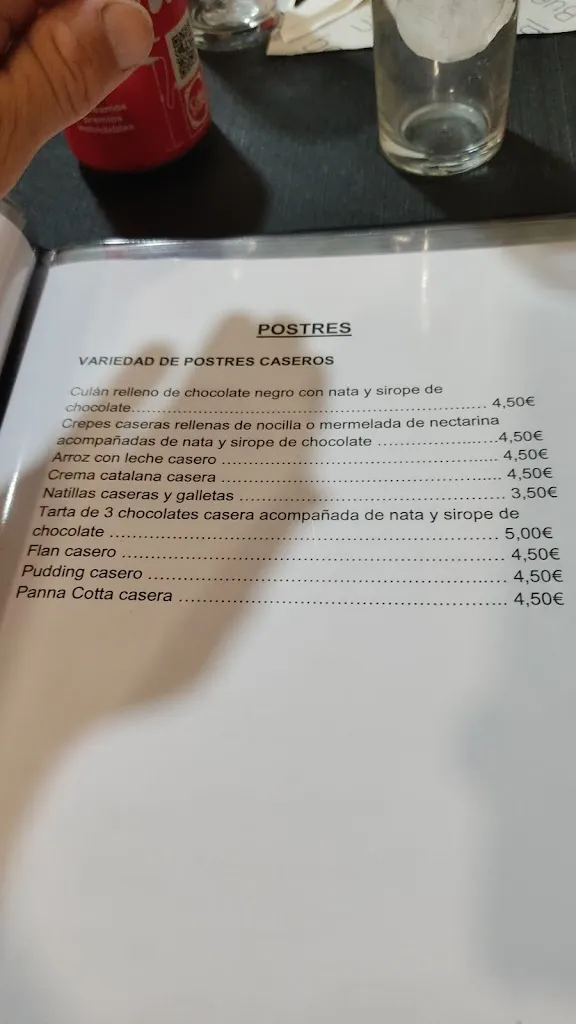 premios
POSTRES
VARIEDAD DE POSTRES CASEROS
Culán relleno de chocolate negro con nata y sirope de
chocolate.................................................................. 4,50€
Crepes caseras rellenas de nocilla o mermelada de nectarina
acompañadas de nata y sirope de chocolate ......................4,50€
Arroz con leche casero .................................................... 4,50€
Crema catalana casera .................................................... 4,50€
Natillas caseras y galletas ................................................ 3,50€
Tarta de 3 chocolates casera acompañada de nata y sirope de
chocolate ........................................................................ 5,00€
Flan casero ...................................................................... 4,50€
Pudding casero ................................................................ 4,50€
Panna Cotta casera .......................................................... 4,50€